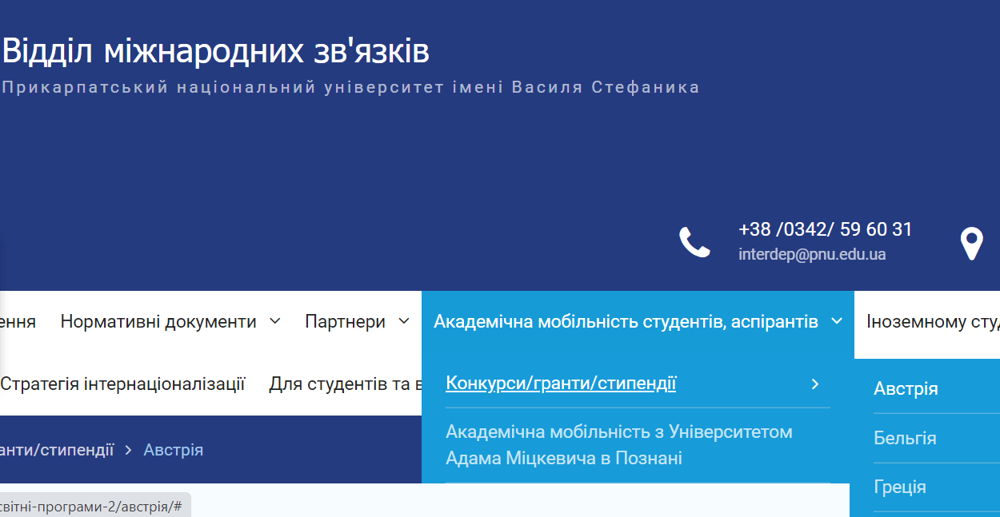 Відділ міжнародних зв'язків
Прикарпатський національний університет імені Василя Стефаника
+38 /0342/ 59 60 31
interdep@pnu.edu.ua
Нормативні документи
Партнери
Академічна мобільність студентів, аспірантів
Іноземному
Стратегія інтернаціоналізації
Для студентів та
Конкурси/гранти/стипендії
Академічна мобільність з Університетом
Адама Міцкевича в Познані
Австрія
Бельгія
Греція
анти/стипендії > Австрія
світні-програми-2/австрія/#